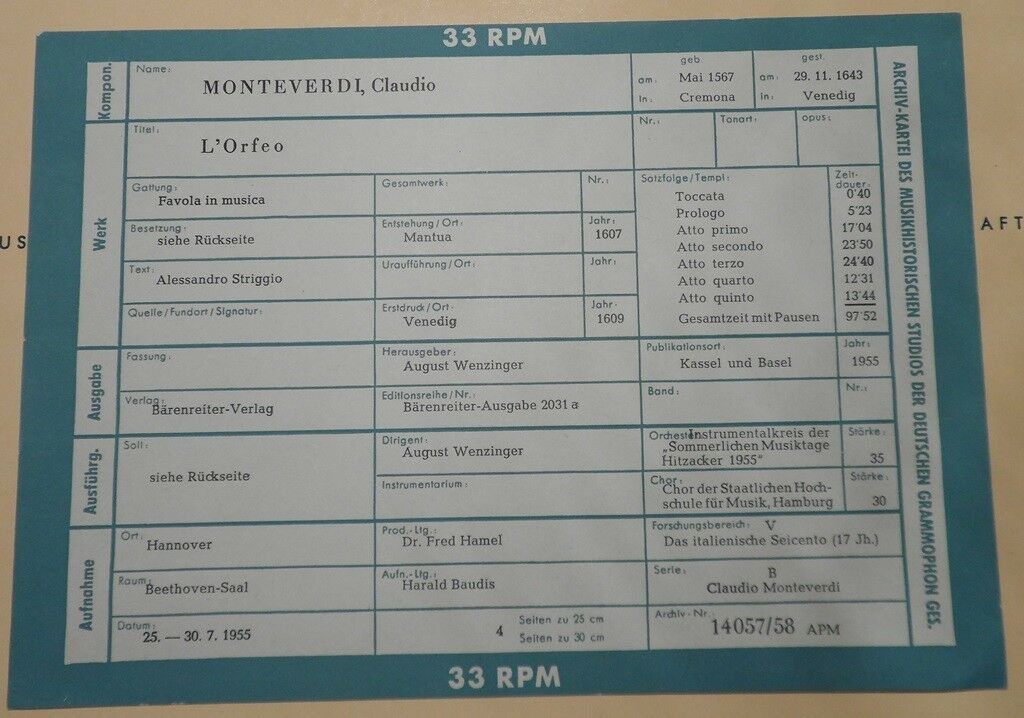 33 RPM
Kompon.
Name:
MONTEVERDI, Claudio
geb
am: Mai 1567
in: Cremona
gest.
am: 29. 11. 1643
in: Venedig
Werk
Titel:
L'Orfeo
Nr.:
Tonart:
opus:
Gattung:
Favola in musica
Gesamtwerk:
Nr.:
Besetzung:
siehe Rückseite
Entstehung/Ort:
Mantua
Jahr:
1607
Text:
Alessandro Striggio
Uraufführung/Ort:
Jahr:
Quelle/Fundort/Signatur:
Erstdruck/Ort:
Venedig
Jahr:
1609
Satzfolge/Tempi:
Zeit-
dauer:
Toccata 0'40
Prologo 5'23
Atto primo 17'04
Atto secondo 23'50
Atto terzo 24'40
Atto quarto 12'31
Atto quinto 13'44
Gesamtzeit mit Pausen 97'52
Ausgabe
Fassung:
Herausgeber:
August Wenzinger
Publikationsort:
Kassel und Basel
Jahr:
1955
Verlag:
Bärenreiter-Verlag
Editionsreihe/Nr.:
Bärenreiter-Ausgabe 2031 a
Band:
Nr.:
Ausführg.
Soli:
siehe Rückseite
Dirigent:
August Wenzinger
Instrumentarium:
Orchester:
Instrumentalkreis der
„Sommerlichen Musiktage
Hitzacker 1955"
Stärke:
35
Chor:
Chor der Staatlichen Hoch-
schule für Musik, Hamburg
Stärke:
30
Aufnahme
Ort:
Hannover
Prod.-Ltg.:
Dr. Fred Hamel
Forschungsbereich: V
Das italienische Seicento (17 Jh.)
Raum:
Beethoven-Saal
Aufn.-Ltg.:
Harald Baudis
Serie: B
Claudio Monteverdi
Datum:
25. — 30. 7. 1955
4
Seiten zu 25 cm
Seiten zu 30 cm
Archiv-Nr.
14057/58 APM
ARCHIV-KARTEI DES MUSIKHISTORISCHEN STUDIOS DER DEUTSCHEN GRAMMOPHON GES.
33 RPM
US
AFT